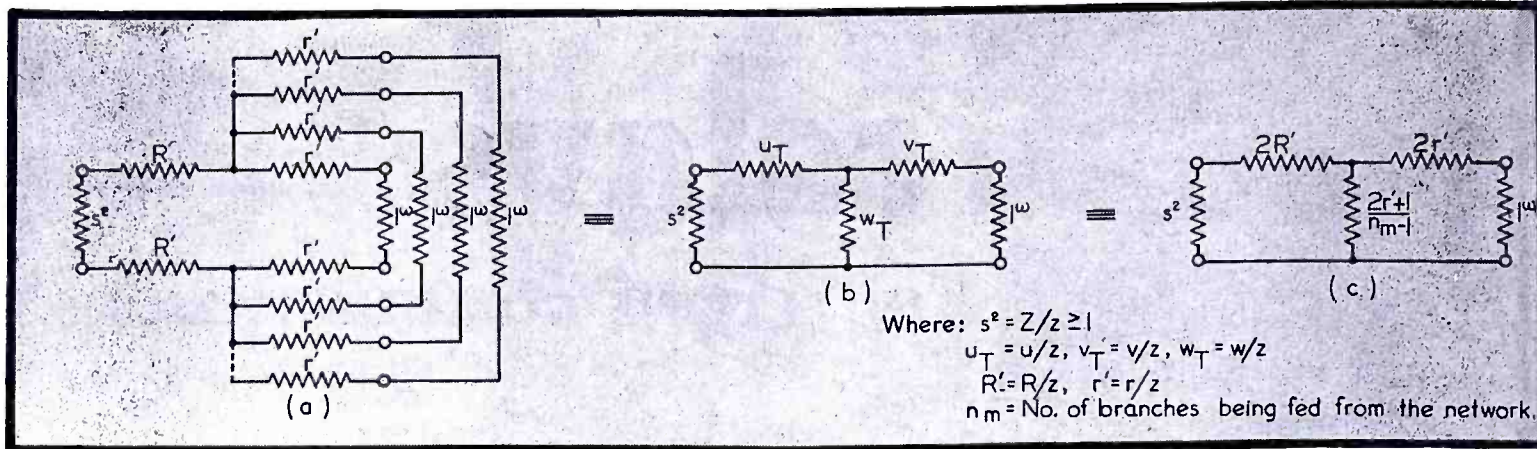 r'
r'
r'
r'
R'
s²
1ω
1ω
1ω
1ω
R'
r'
r'
r'
r'
(a)
≡
u_T
v_T
s²
w_T
1ω
(b)
≡
2R'
2r'
s²
2r'+1
n_m-1
1ω
(c)
Where: s² = Z/z ≥ 1
u_T = u/z, v_T = v/z, w_T = w/z
R' = R/z, r' = r/z
n_m = No. of branches being fed from the network.